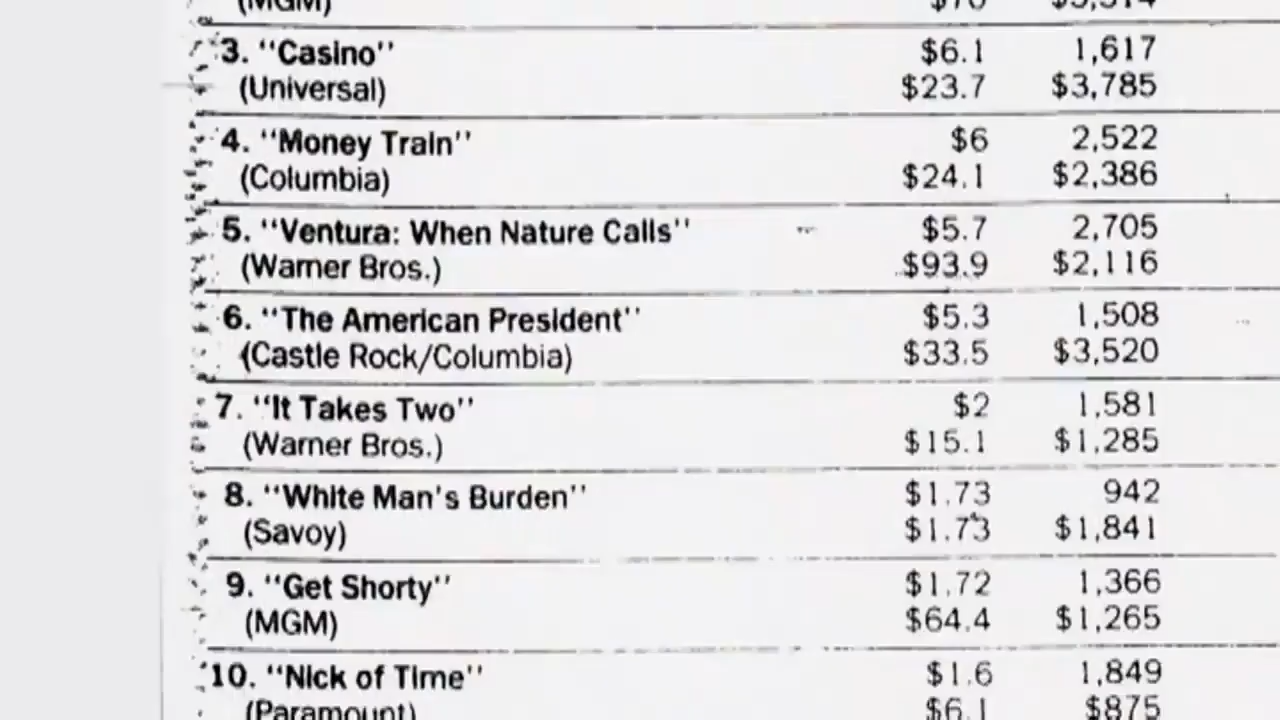 (MGM) $70 $5,514
3. "Casino" $6.1 1,617
(Universal) $23.7 $3,785
4. "Money Train" $6 2,522
(Columbia) $24.1 $2,386
5. "Ventura: When Nature Calls" $5.7 2,705
(Warner Bros.) $93.9 $2,116
6. "The American President" $5.3 1,508
(Castle Rock/Columbia) $33.5 $3,520
7. "It Takes Two" $2 1,581
(Warner Bros.) $15.1 $1,285
8. "White Man's Burden" $1.73 942
(Savoy) $1.73 $1,841
9. "Get Shorty" $1.72 1,366
(MGM) $64.4 $1,265
10. "Nick of Time" $1.6 1,849
(Paramount) $6.1 $875